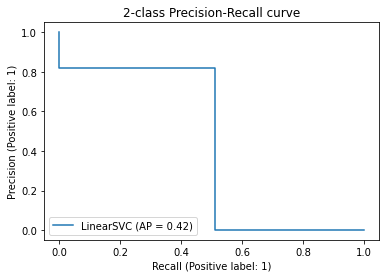 2-class Precision-Recall curve
Precision (Positive label: 1)
1.0
0.8
0.6
0.4
0.2
0.0
LinearSVC (AP = 0.42)
0.0 0.2 0.4 0.6 0.8 1.0
Recall (Positive label: 1)